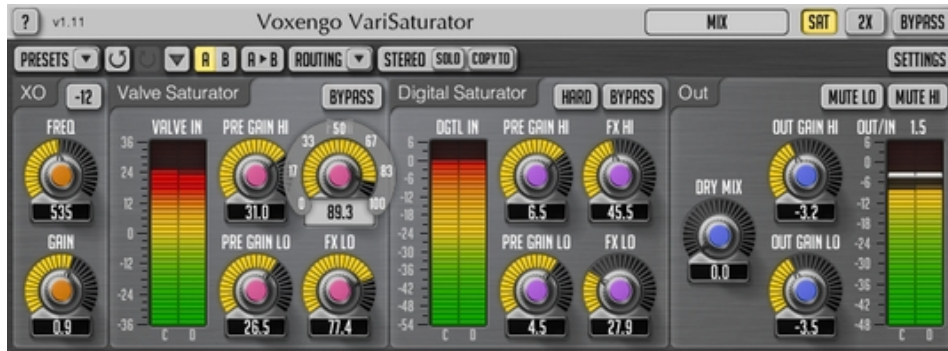 ? v1.11 Voxengo VariSaturator MIX SAT 2X BYPASS
PRESETS A B A▸B ROUTING STEREO SOLO COPY TO SETTINGS
XO -12 Valve Saturator BYPASS Digital Saturator HARD BYPASS Out MUTE LO MUTE HI
FREQ VALVE IN PRE GAIN HI 0 17 33 50 67 83 100 DGTL IN PRE GAIN HI FX HI OUT GAIN HI OUT/IN 1.5
36 24 12 0 -12 -24 -36
6 0 -6 -12 -18 -24 -30 -36 -42 -48 -54
6 0 -6 -12 -18 -24 -30 -36 -42 -48
535 31.0 89.3 6.5 45.5 DRY MIX -3.2
GAIN PRE GAIN LO FX LO PRE GAIN LO FX LO OUT GAIN LO
0.0
0.9 26.5 77.4 4.5 27.9 -3.5